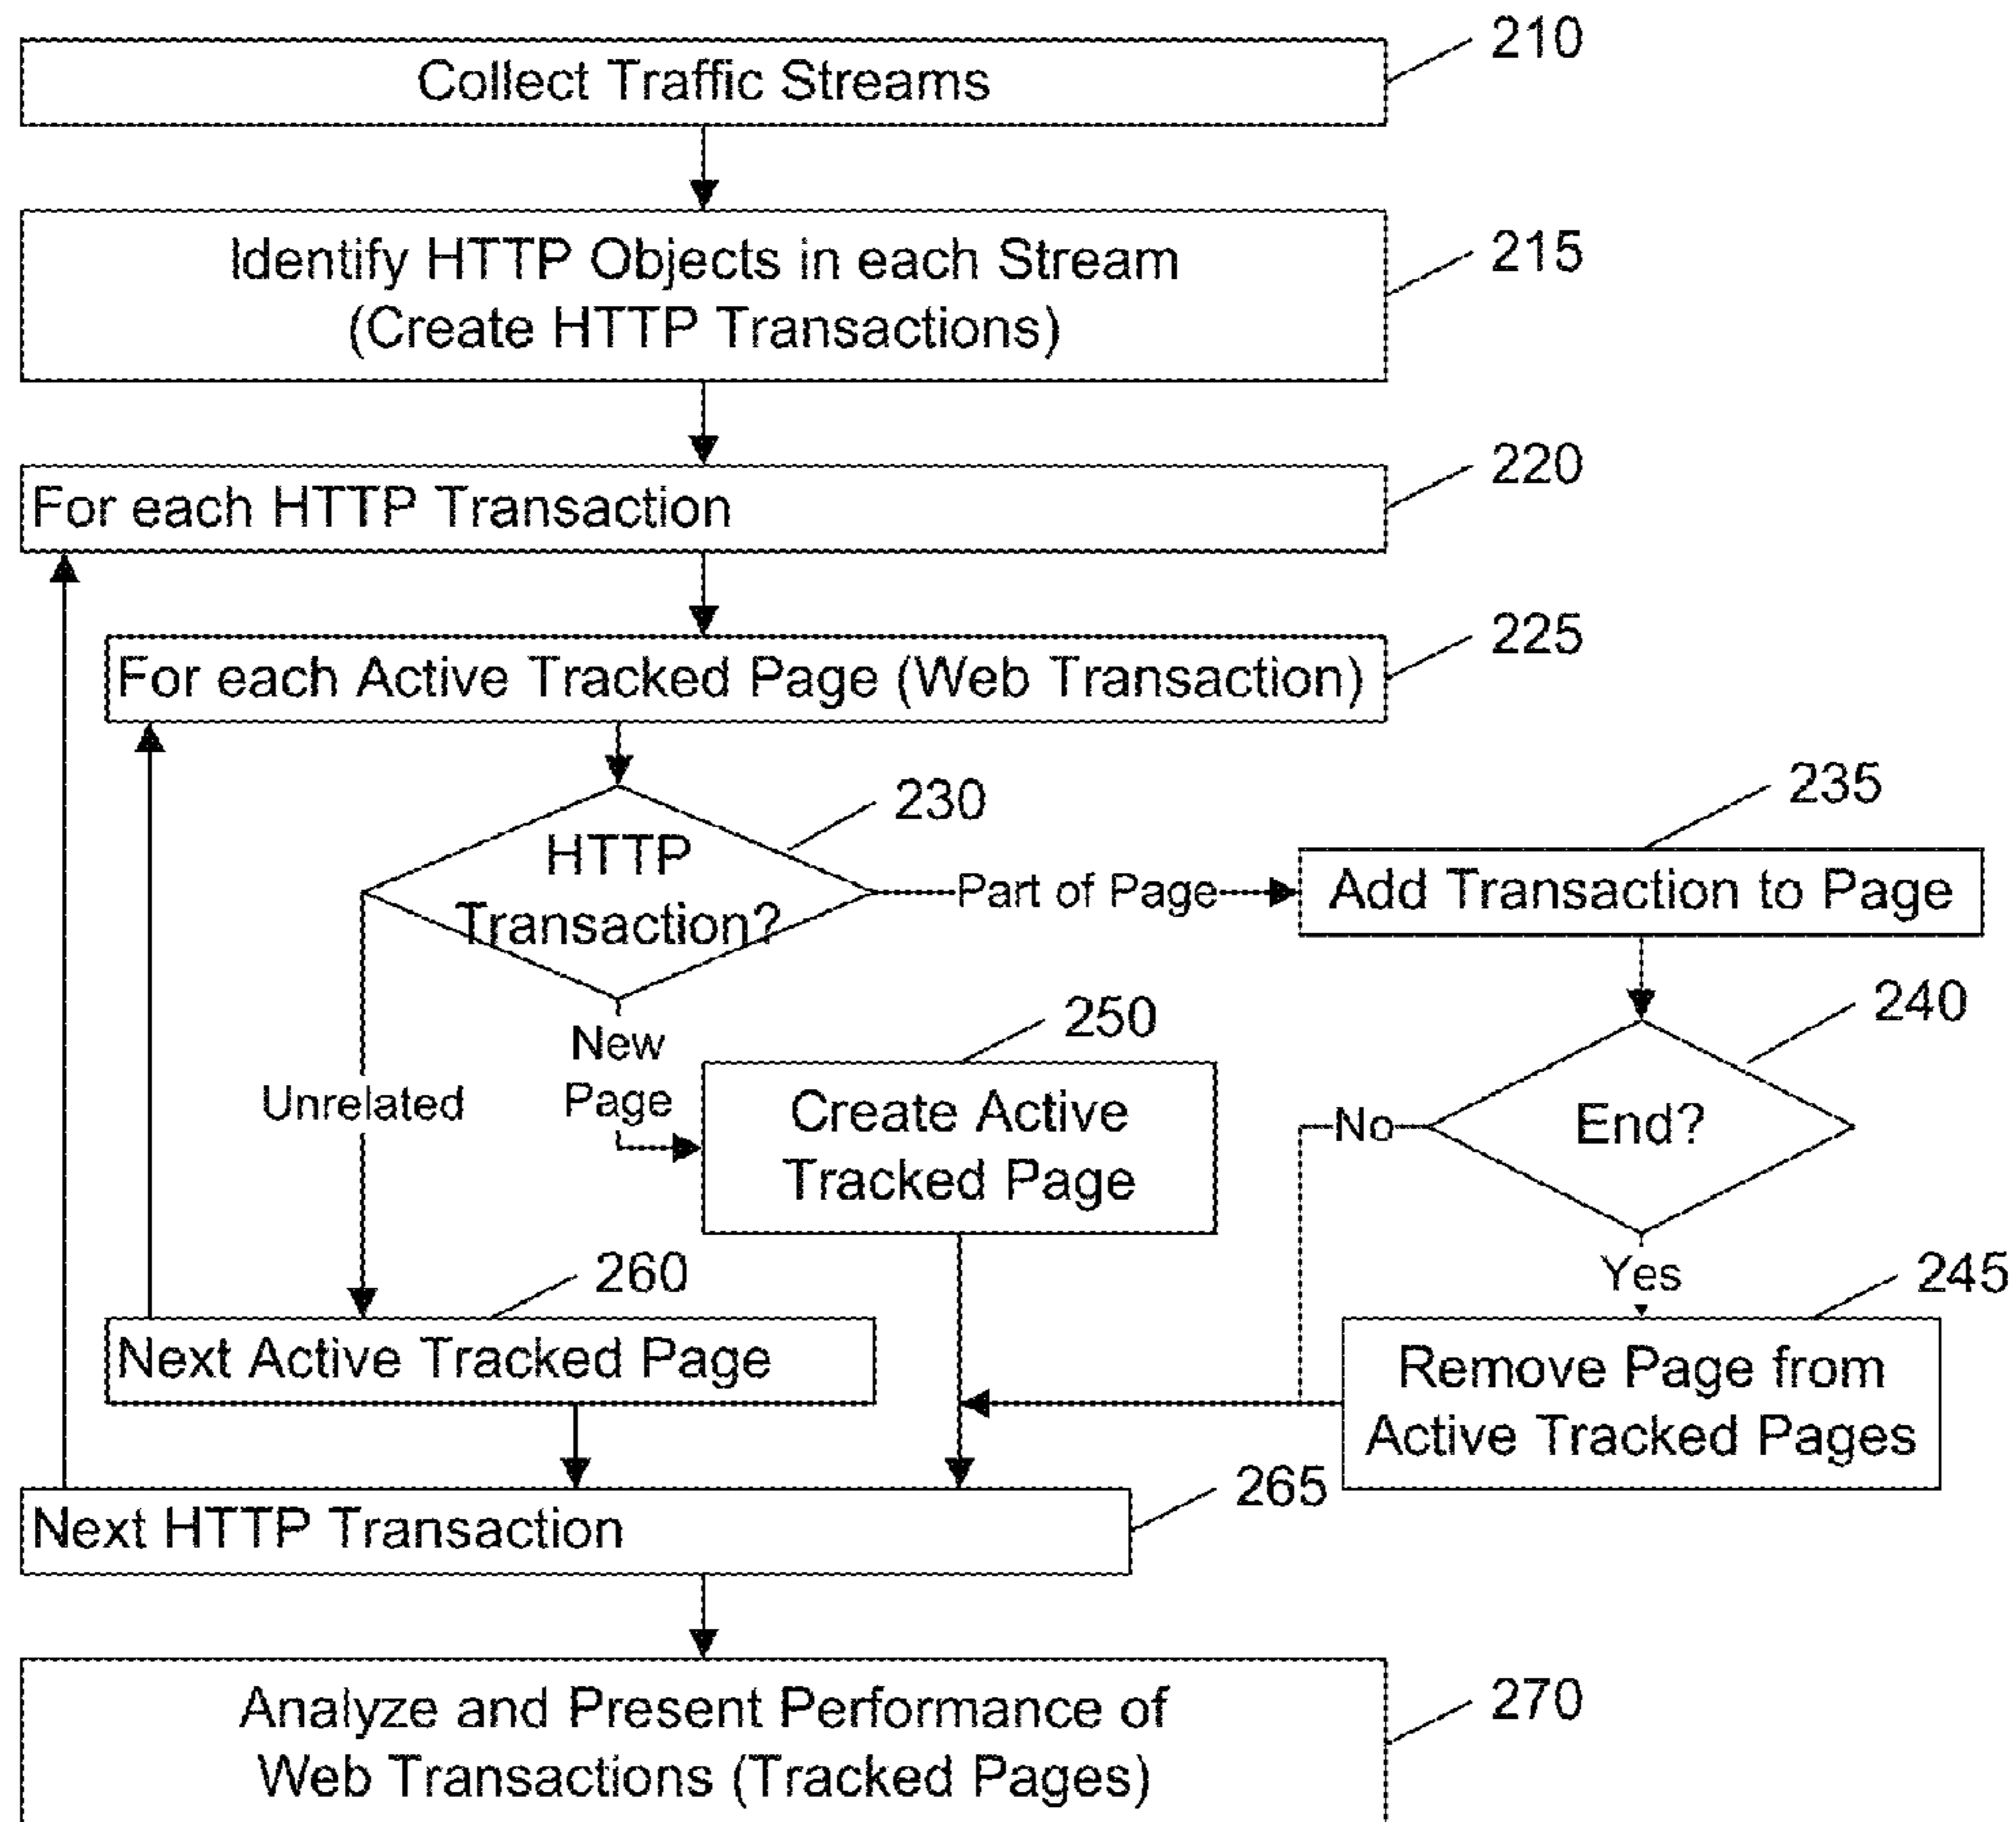 210
Collect Traffic Streams
215
Identify HTTP Objects in each Stream
(Create HTTP Transactions)
220
For each HTTP Transaction
225
For each Active Tracked Page (Web Transaction)
230
HTTP
Transaction?
Part of Page
235
Add Transaction to Page
240
End?
No
Yes
245
Remove Page from
Active Tracked Pages
New
Page
250
Create Active
Tracked Page
Unrelated
260
Next Active Tracked Page
265
Next HTTP Transaction
270
Analyze and Present Performance of
Web Transactions (Tracked Pages)